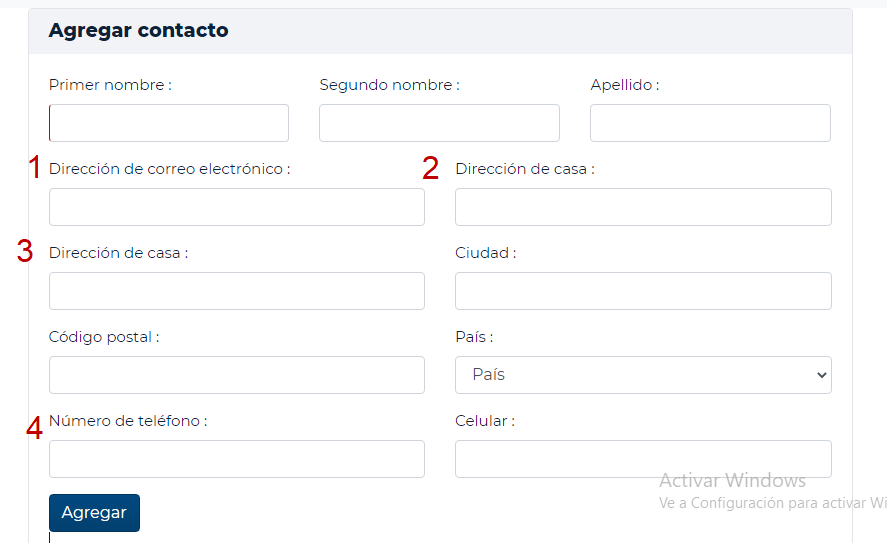 Agregar contacto
Primer nombre : Segundo nombre : Apellido :
1 Dirección de correo electrónico : 2 Dirección de casa :
3 Dirección de casa : Ciudad :
Código postal : País :
País
4 Número de teléfono : Celular :
Activar Windows
Ve a Configuración para activar Wi
Agregar